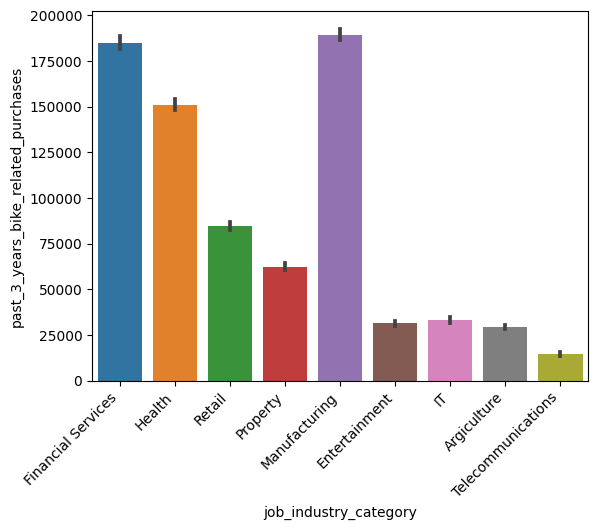 200000
175000
150000
125000
100000
75000
50000
25000
0
past_3_years_bike_related_purchases
Financial Services
Health
Retail
Property
Manufacturing
Entertainment
IT
Argiculture
Telecommunications
job_industry_category